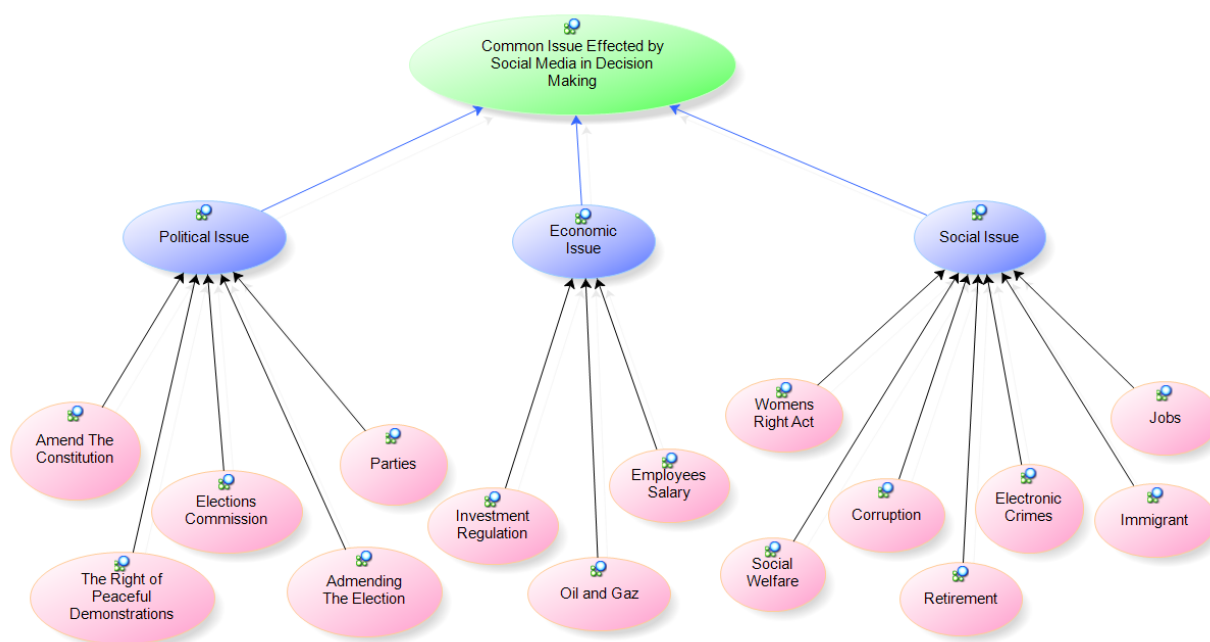 Common Issue Effected by
Social Media in Decision
Making
Political Issue
Economic
Issue
Social Issue
Amend The
Constitution
The Right of
Peaceful
Demonstrations
Elections
Commission
Admending
The Election
Parties
Investment
Regulation
Oil and Gaz
Employees
Salary
Womens
Right Act
Social
Welfare
Corruption
Retirement
Electronic
Crimes
Immigrant
Jobs